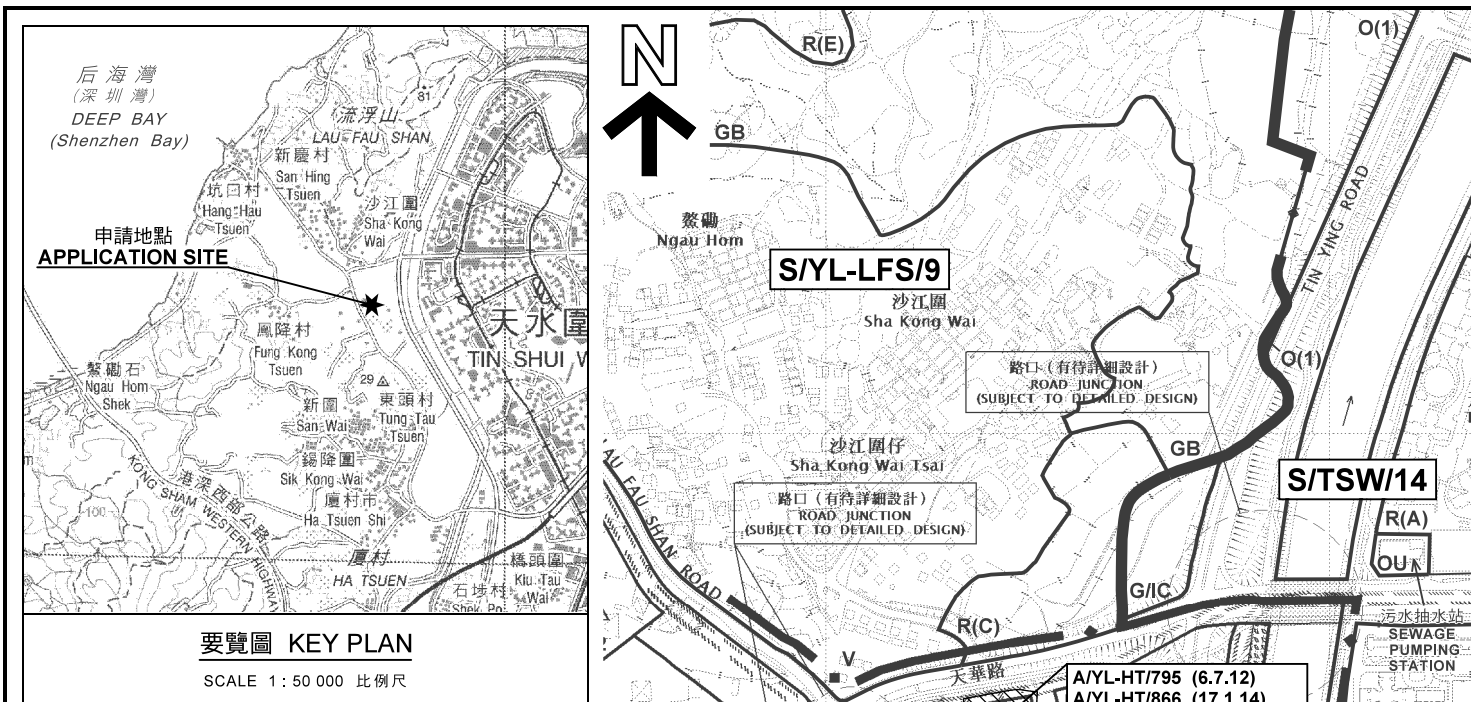 后海灣
(深圳灣)
DEEP BAY
(Shenzhen Bay)
31
流浮山
LAU FAU SHAN
新慶村
San Hing
Tsuen
坑口村
Hang Hau
Tsuen
沙江圍
Sha Kong
Wai
申請地點
APPLICATION SITE
天水圍
TIN SHUI W
鳳降村
Fung Kong
Tsuen
鰲磡石
Ngau Hom
Shek
29
東頭村
Tung Tau
Tsuen
新圍
San Wai
錫降圍
Sik Kong Wai
廈村市
Ha Tsuen Shi
港深西部公路
KONG SHAM WESTERN HIGHWAY
100
廈村
HA TSUEN
橋頭圍
Kiu Tau
Wai
石埗村
Shek Po
要覽圖 KEY PLAN
SCALE 1 : 50 000 比例尺
N
R(E)
O(1)
GB
鰲磡
Ngau Hom
S/YL-LFS/9
沙江圍
Sha Kong Wai
TIN YING ROAD
O(1)
路口 (有待詳細設計)
ROAD JUNCTION
(SUBJECT TO DETAILED DESIGN)
沙江圍仔
Sha Kong Wai Tsai
GB
S/TSW/14
路口 (有待詳細設計)
ROAD JUNCTION
(SUBJECT TO DETAILED DESIGN)
AU FAU SHAN ROAD
R(A)
OU
G/IC
R(C)
污水抽水站
SEWAGE
PUMPING
STATION
V
天華路
A/YL-HT/795 (6.7.12)
A/YL-HT/866 (17.1.14)